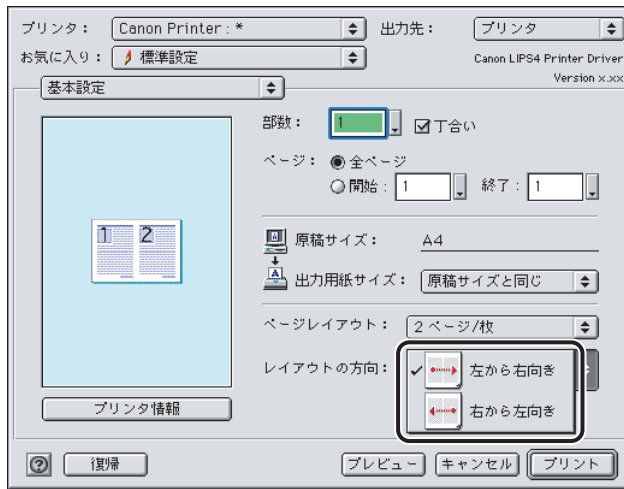 プリンタ： Canon Printer : * 出力先： プリンタ
お気に入り： 標準設定 Canon LIPS4 Printer Driver
Version x.xx
基本設定
部数： 1 丁合い
ページ： 全ページ
開始： 1 終了： 1
1 2
原稿サイズ： A4
出力用紙サイズ： 原稿サイズと同じ
ページレイアウト： 2 ページ/枚
レイアウトの方向： ✓ 左から右向き
右から左向き
プリンタ情報
? 復帰 プレビュー キャンセル プリント